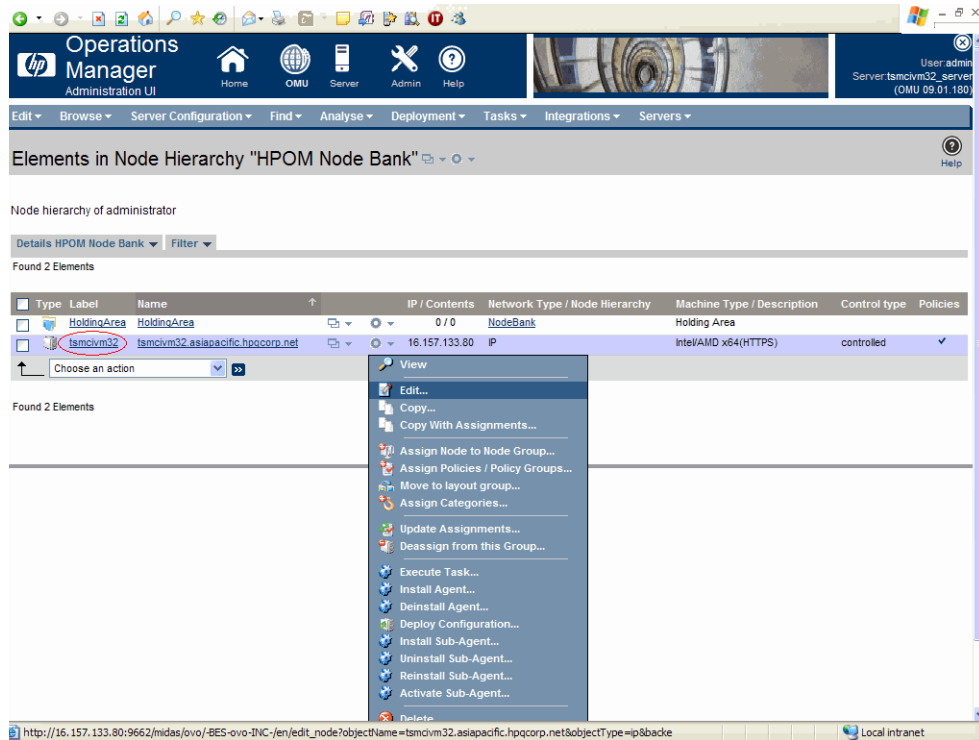 hp
Operations
Manager
Administration UI
Home
OMU
Server
Admin
Help
User:admin
Server:tsmcivm32_server
(OMU 09.01.180)
Edit Browse Server Configuration Find Analyse Deployment Tasks Integrations Servers
Elements in Node Hierarchy "HPOM Node Bank"
Help
Node hierarchy of administrator
Details HPOM Node Bank Filter
Found 2 Elements
Type Label Name IP / Contents Network Type / Node Hierarchy Machine Type / Description Control type Policies
HoldingArea HoldingArea 0 / 0 NodeBank Holding Area
tsmcivm32 tsmcivm32.asiapacific.hpqcorp.net 16.157.133.80 IP Intel/AMD x64(HTTPS) controlled
Choose an action
Found 2 Elements
View
Edit...
Copy...
Copy With Assignments...
Assign Node to Node Group...
Assign Policies / Policy Groups...
Move to layout group...
Assign Categories...
Update Assignments...
Deassign from this Group...
Execute Task...
Install Agent...
Deinstall Agent...
Deploy Configuration...
Install Sub-Agent...
Uninstall Sub-Agent...
Reinstall Sub-Agent...
Activate Sub-Agent...
Delete
http://16.157.133.80:9662/midas/ovo/-BES-ovo-INC-/en/edit_node?objectName=tsmcivm32.asiapacific.hpqcorp.net&objectType=ip&backe
Local intranet